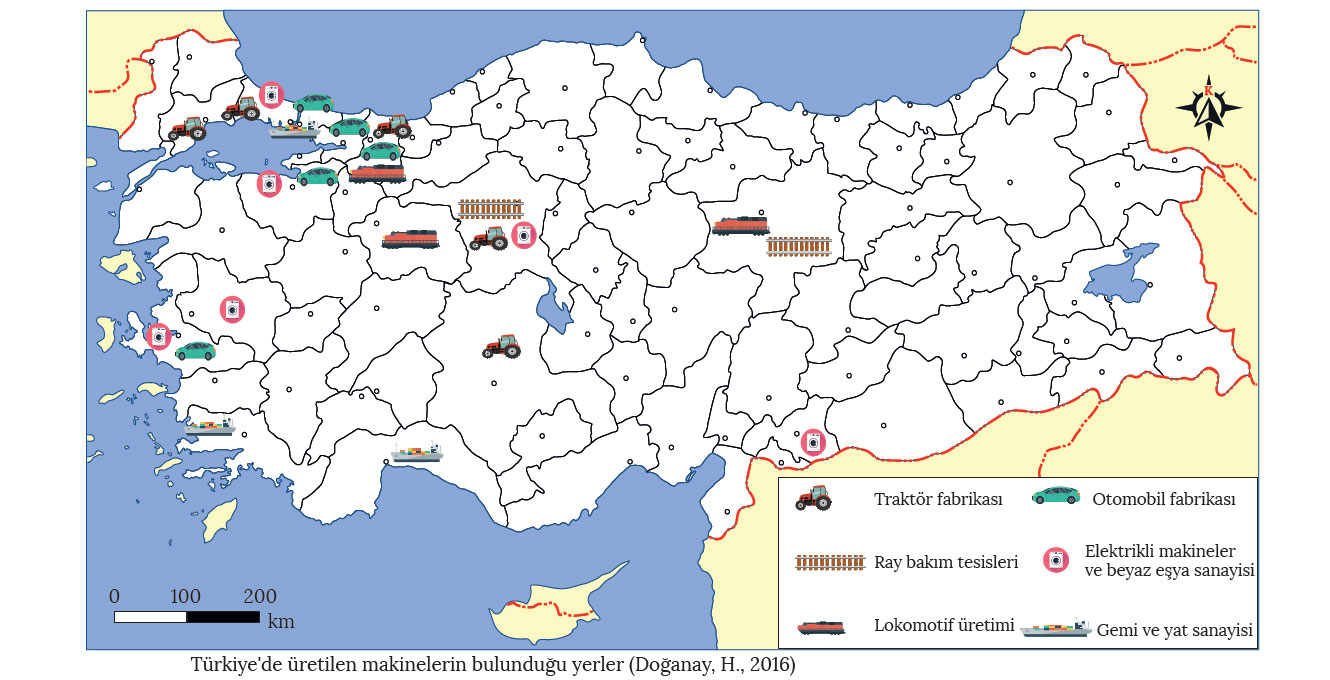 K
Traktör fabrikası
Otomobil fabrikası
Ray bakım tesisleri
Elektrikli makineler
ve beyaz eşya sanayisi
Lokomotif üretimi
Gemi ve yat sanayisi
0 100 200
km
Türkiye'de üretilen makinelerin bulunduğu yerler (Doğanay, H., 2016)